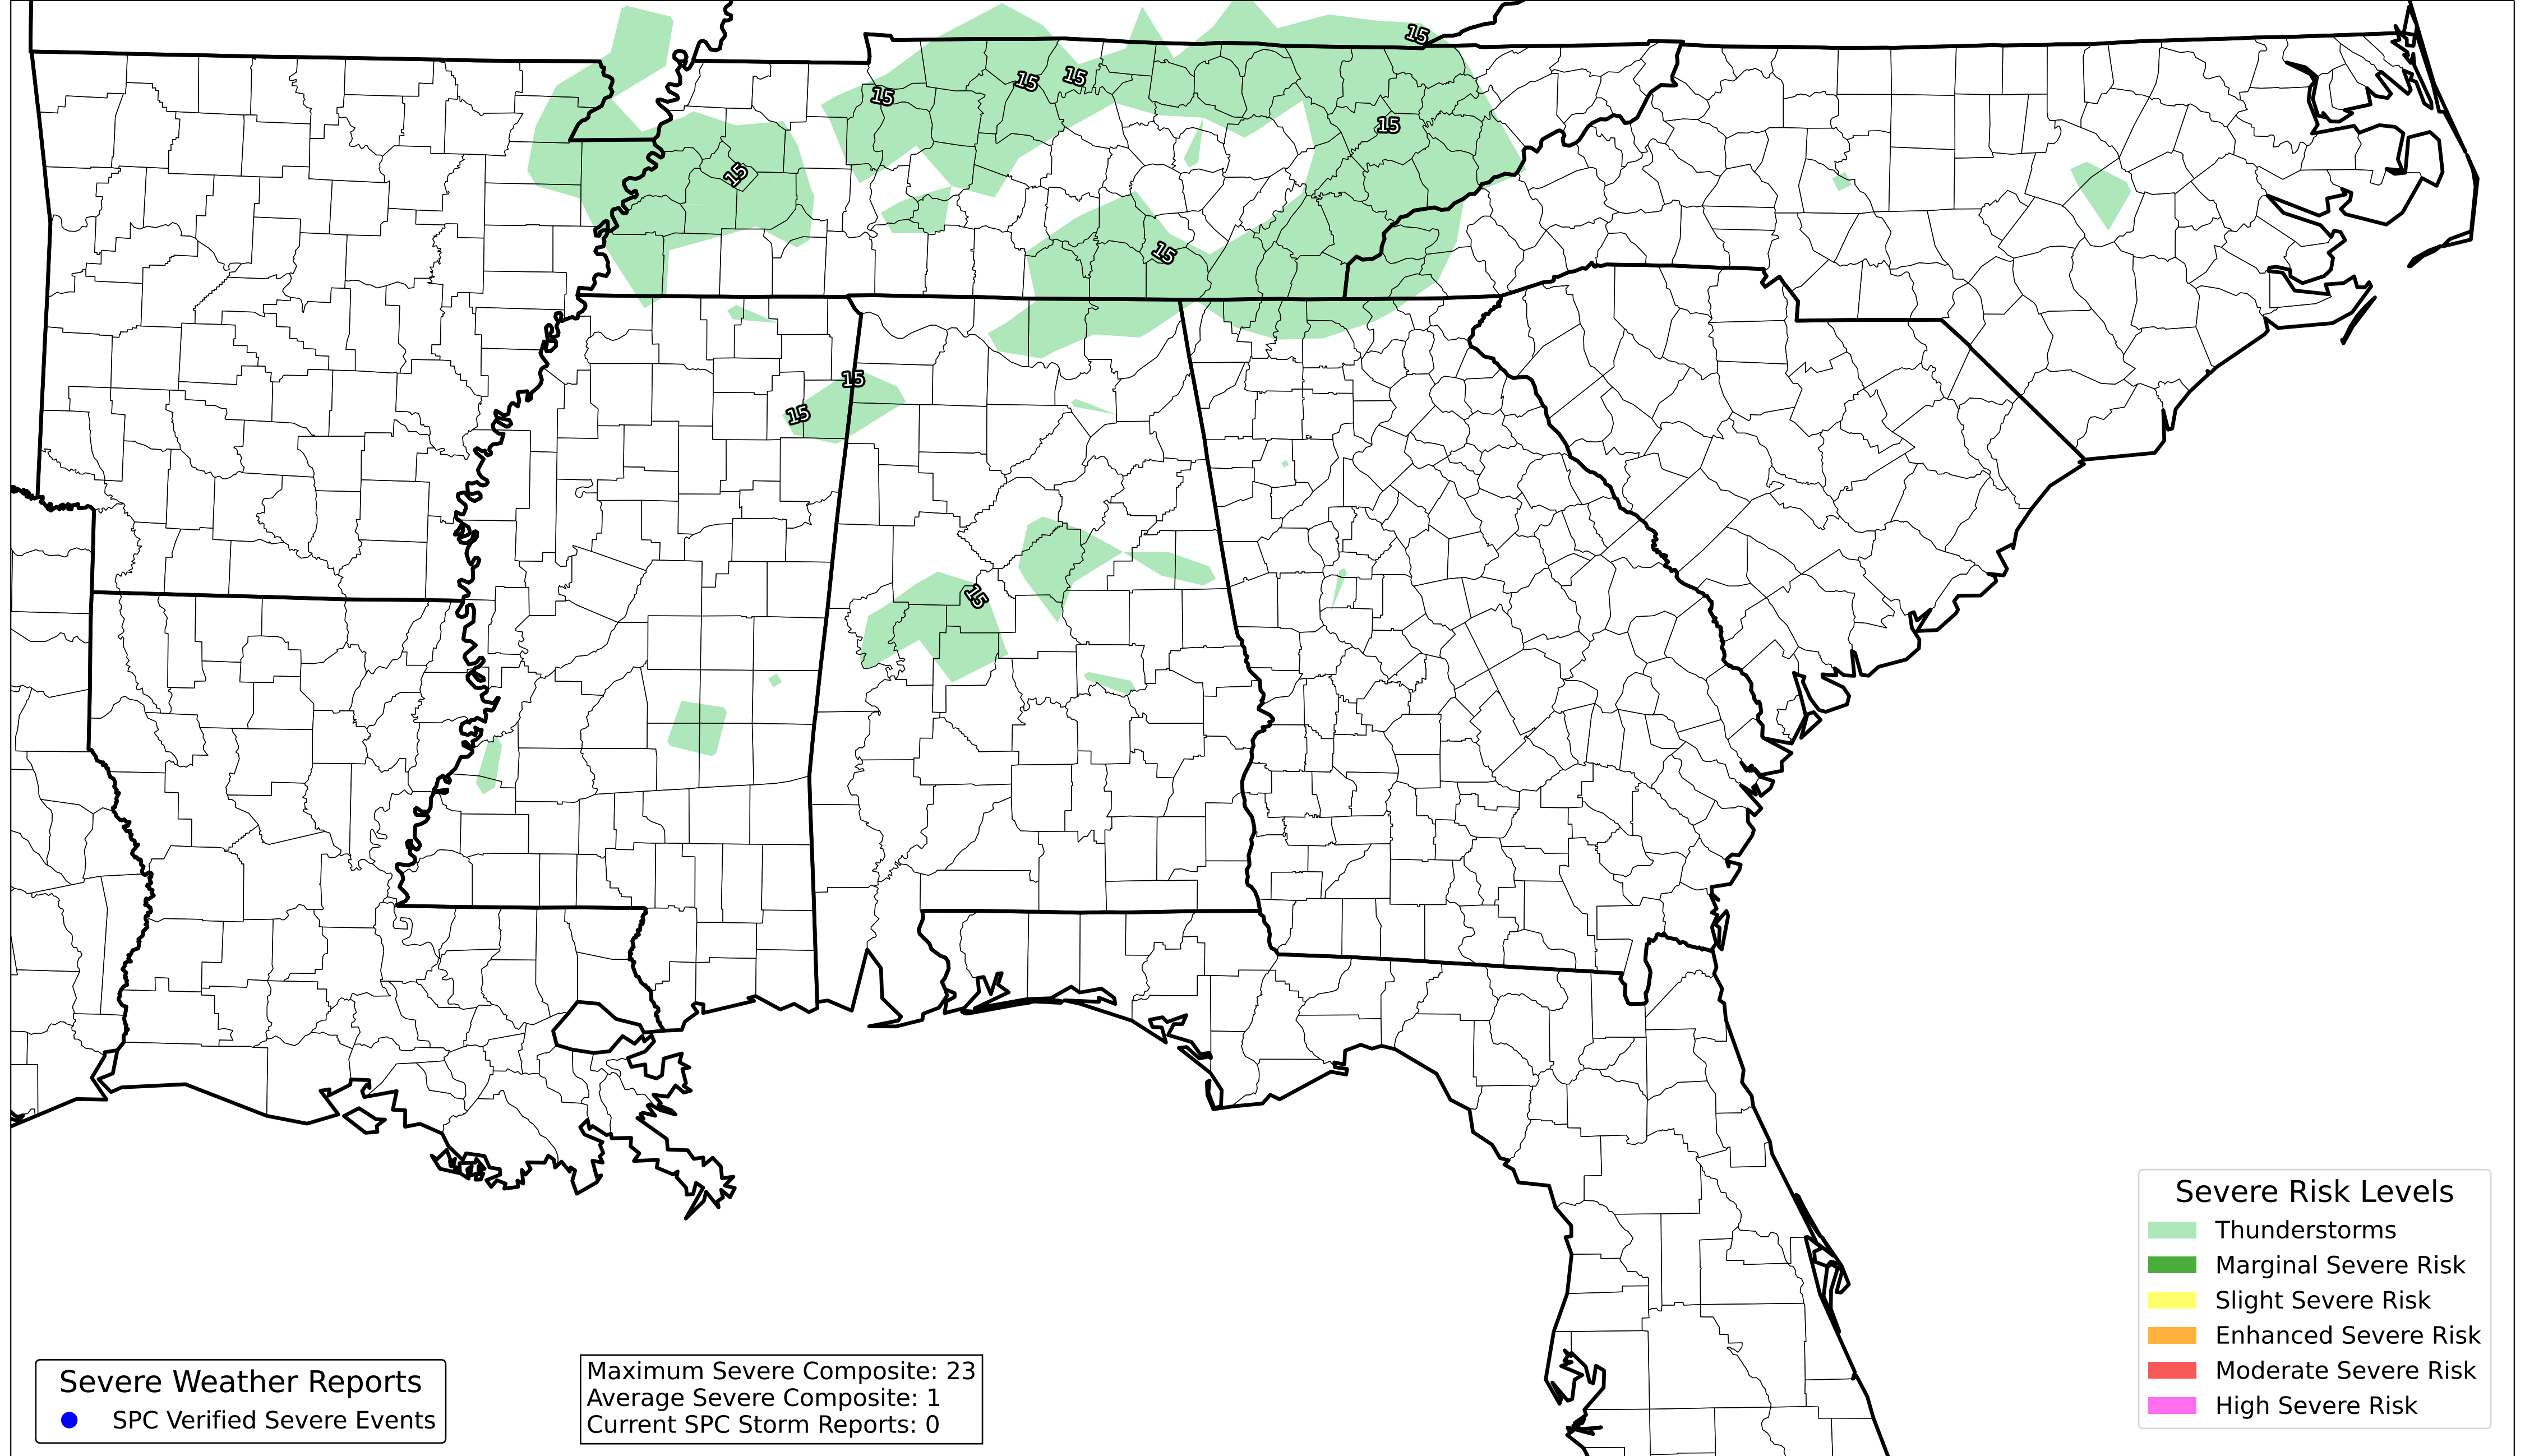 15
15
15
15
15
15
15
15
15
15
Severe Risk Levels
Thunderstorms
Marginal Severe Risk
Slight Severe Risk
Enhanced Severe Risk
Moderate Severe Risk
High Severe Risk
Severe Weather Reports
SPC Verified Severe Events
Maximum Severe Composite: 23
Average Severe Composite: 1
Current SPC Storm Reports: 0